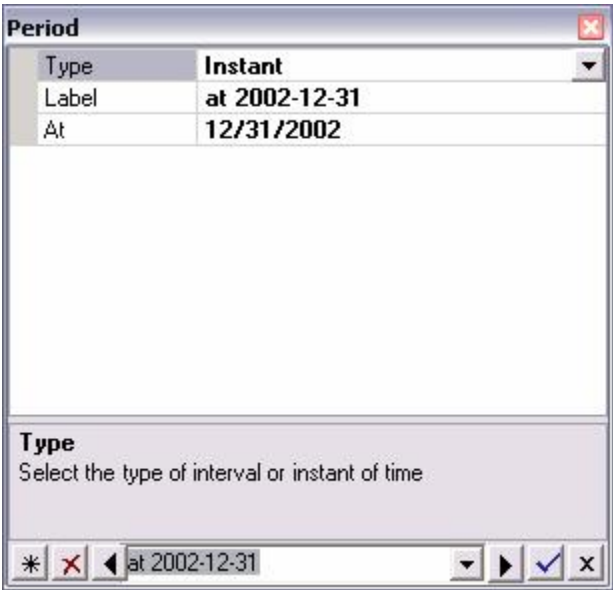 Period
Type Instant
Label at 2002-12-31
At 12/31/2002
Type
Select the type of interval or instant of time
at 2002-12-31